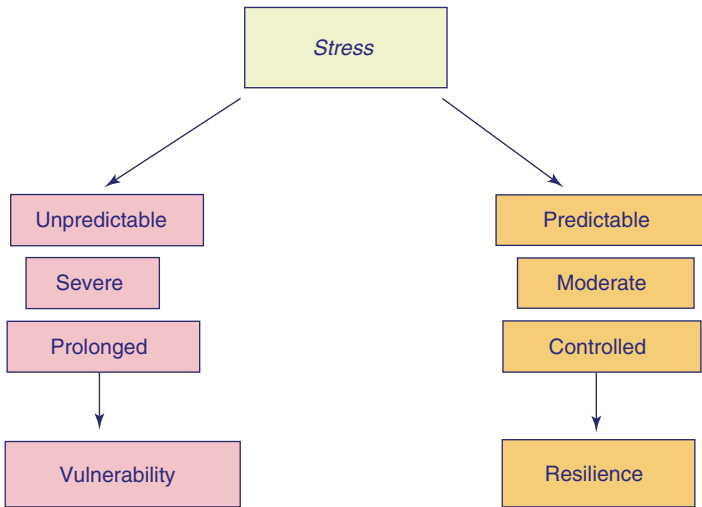 Stress
Unpredictable
Severe
Prolonged
Vulnerability
Predictable
Moderate
Controlled
Resilience